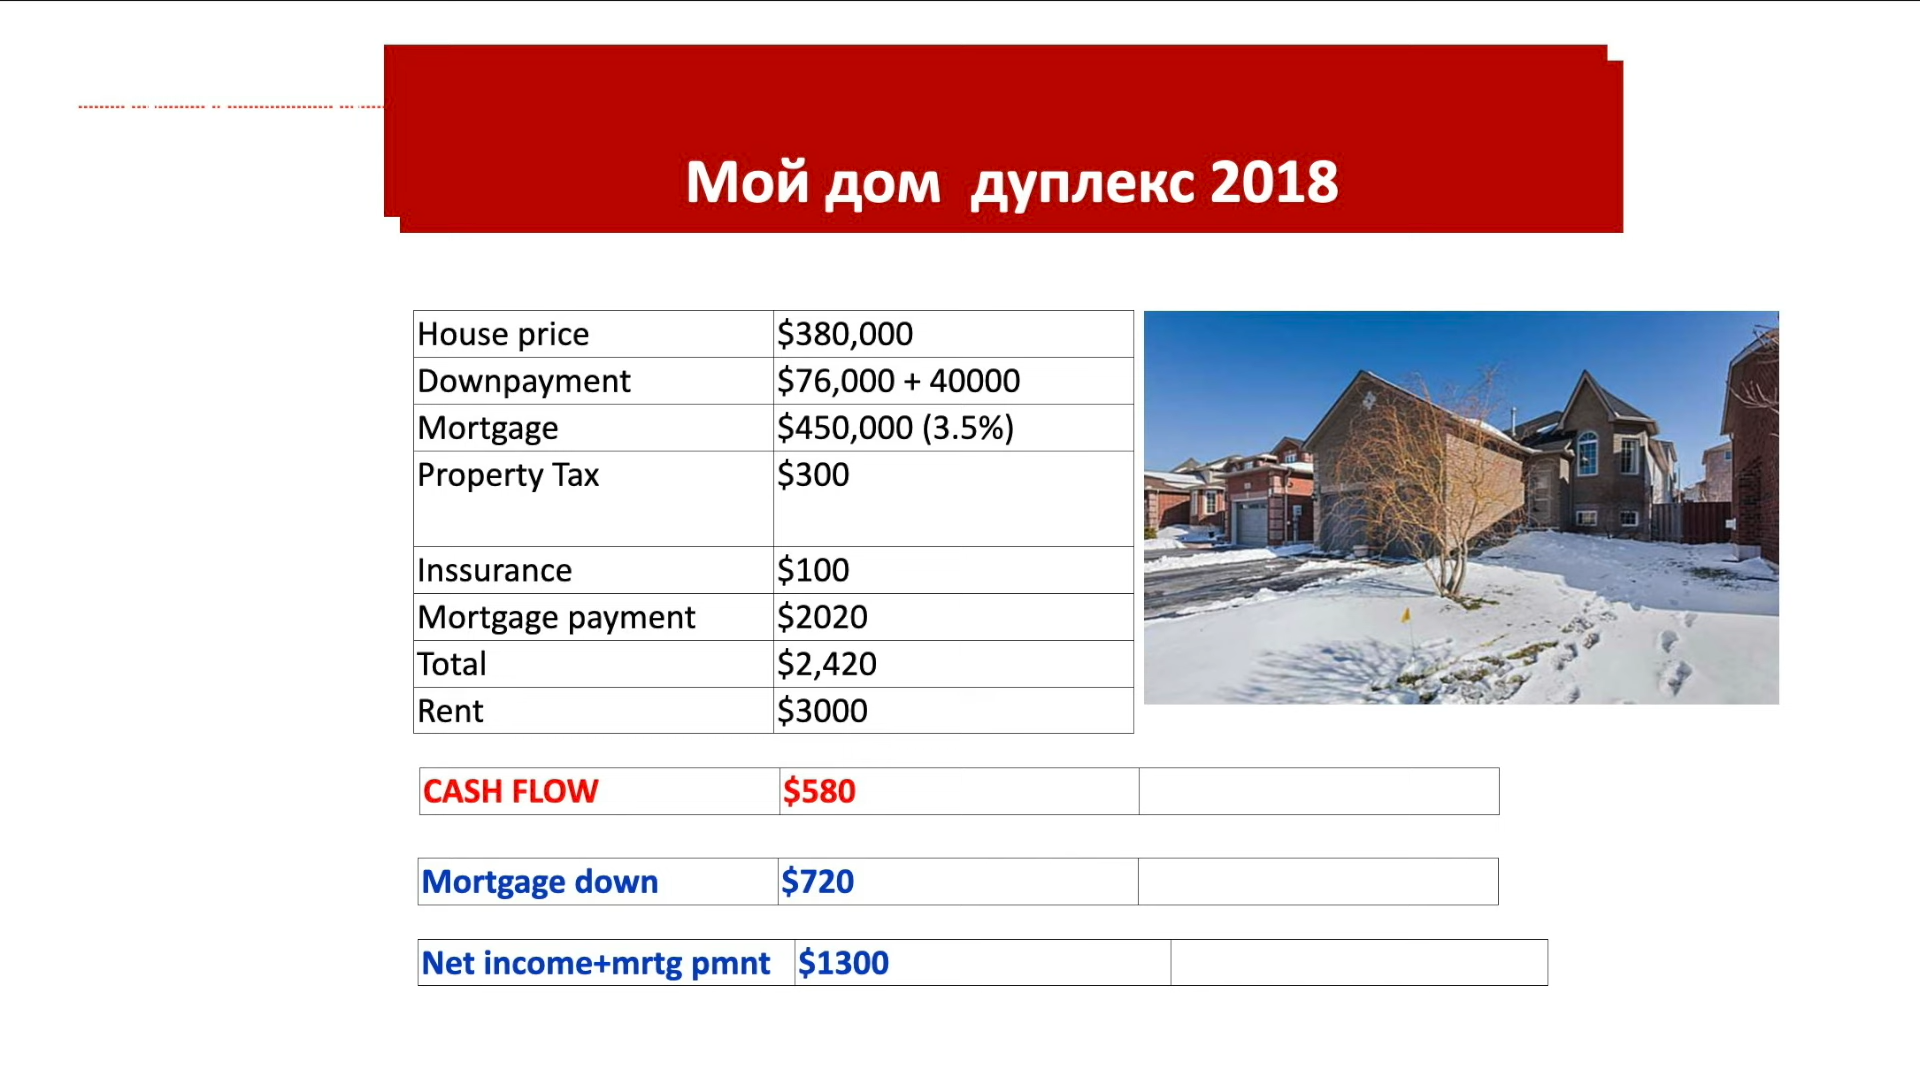 Мой дом дуплекс 2018
House price $380,000
Downpayment $76,000 + 40000
Mortgage $450,000 (3.5%)
Property Tax $300
Inssurance $100
Mortgage payment $2020
Total $2,420
Rent $3000
CASH FLOW $580
Mortgage down $720
Net income+mrtg pmnt $1300